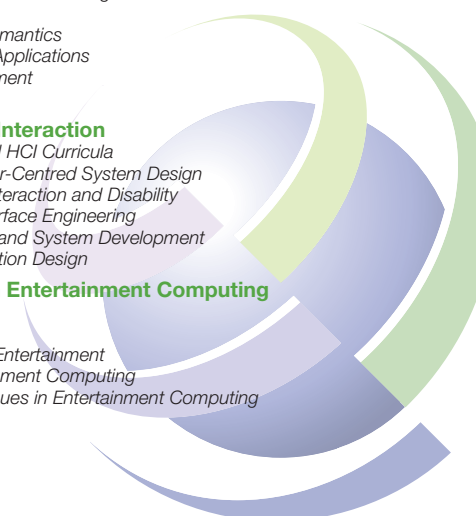 mantics
Applications
ment
Interaction
HCI Curricula
r-Centred System Design
teraction and Disability
rface Engineering
and System Development
tion Design
Entertainment Computing
Entertainment
ment Computing
ues in Entertainment Computing